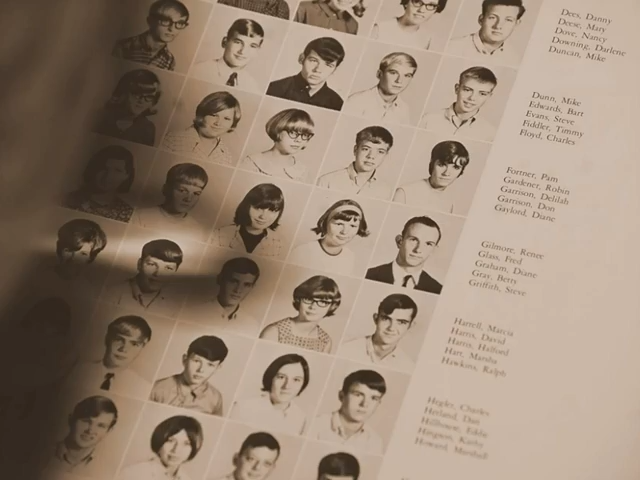 Dees, Danny
Deese, Mary
Dove, Nancy
Downing, Darlene
Duncan, Mike
Dunn, Mike
Edwards, Bart
Evans, Steve
Fiddler, Timmy
Floyd, Charles
Fortner, Pam
Gardener, Robin
Garrison, Delilah
Garrison, Don
Gaylord, Diane
Gilmore, Renee
Glass, Fred
Graham, Diane
Gray, Berry
Griffith, Steve
Harrell, Marcia
Harris, David
Harris, Halford
Hart, Marsha
Hawkins, Ralph
Hegler, Charles
Herland, Dan
Hillhouse, Eddie
Hinguson, Kathy
Howard, Marshall